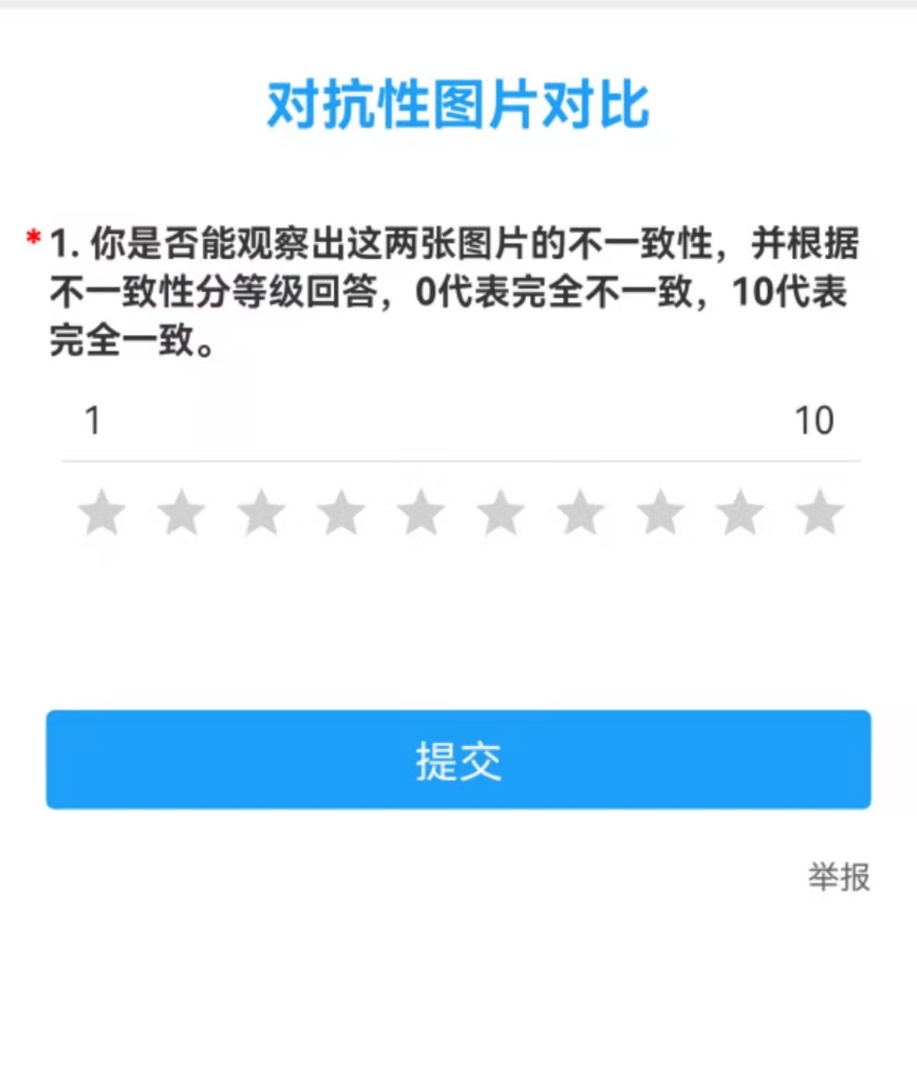 对抗性图片对比
* 1. 你是否能观察出这两张图片的不一致性，并根据
不一致性分等级回答，0代表完全不一致，10代表
完全一致。
1 10
提交
举报